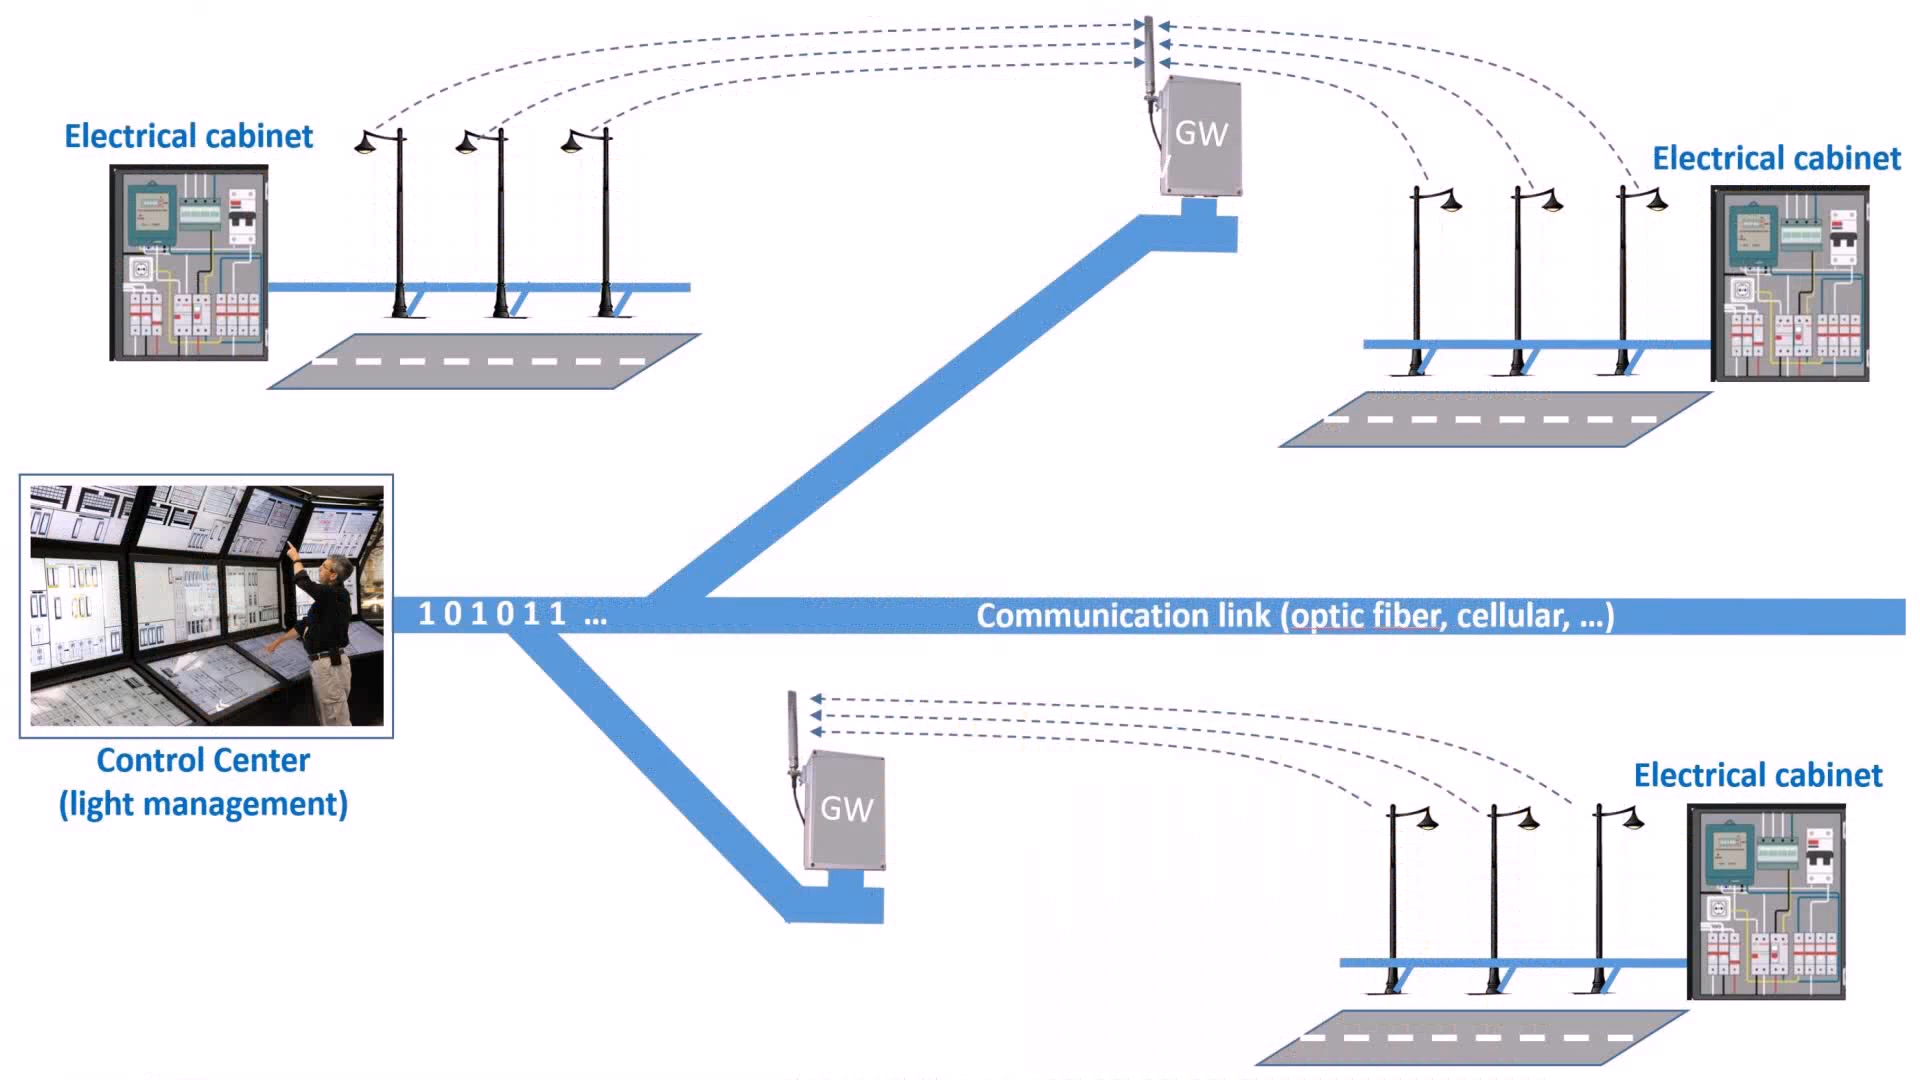 Electrical cabinet
GW
Electrical cabinet
1 0 1 0 1 1 ...
Communication link (optic fiber, cellular, ...)
Control Center
(light management)
GW
Electrical cabinet